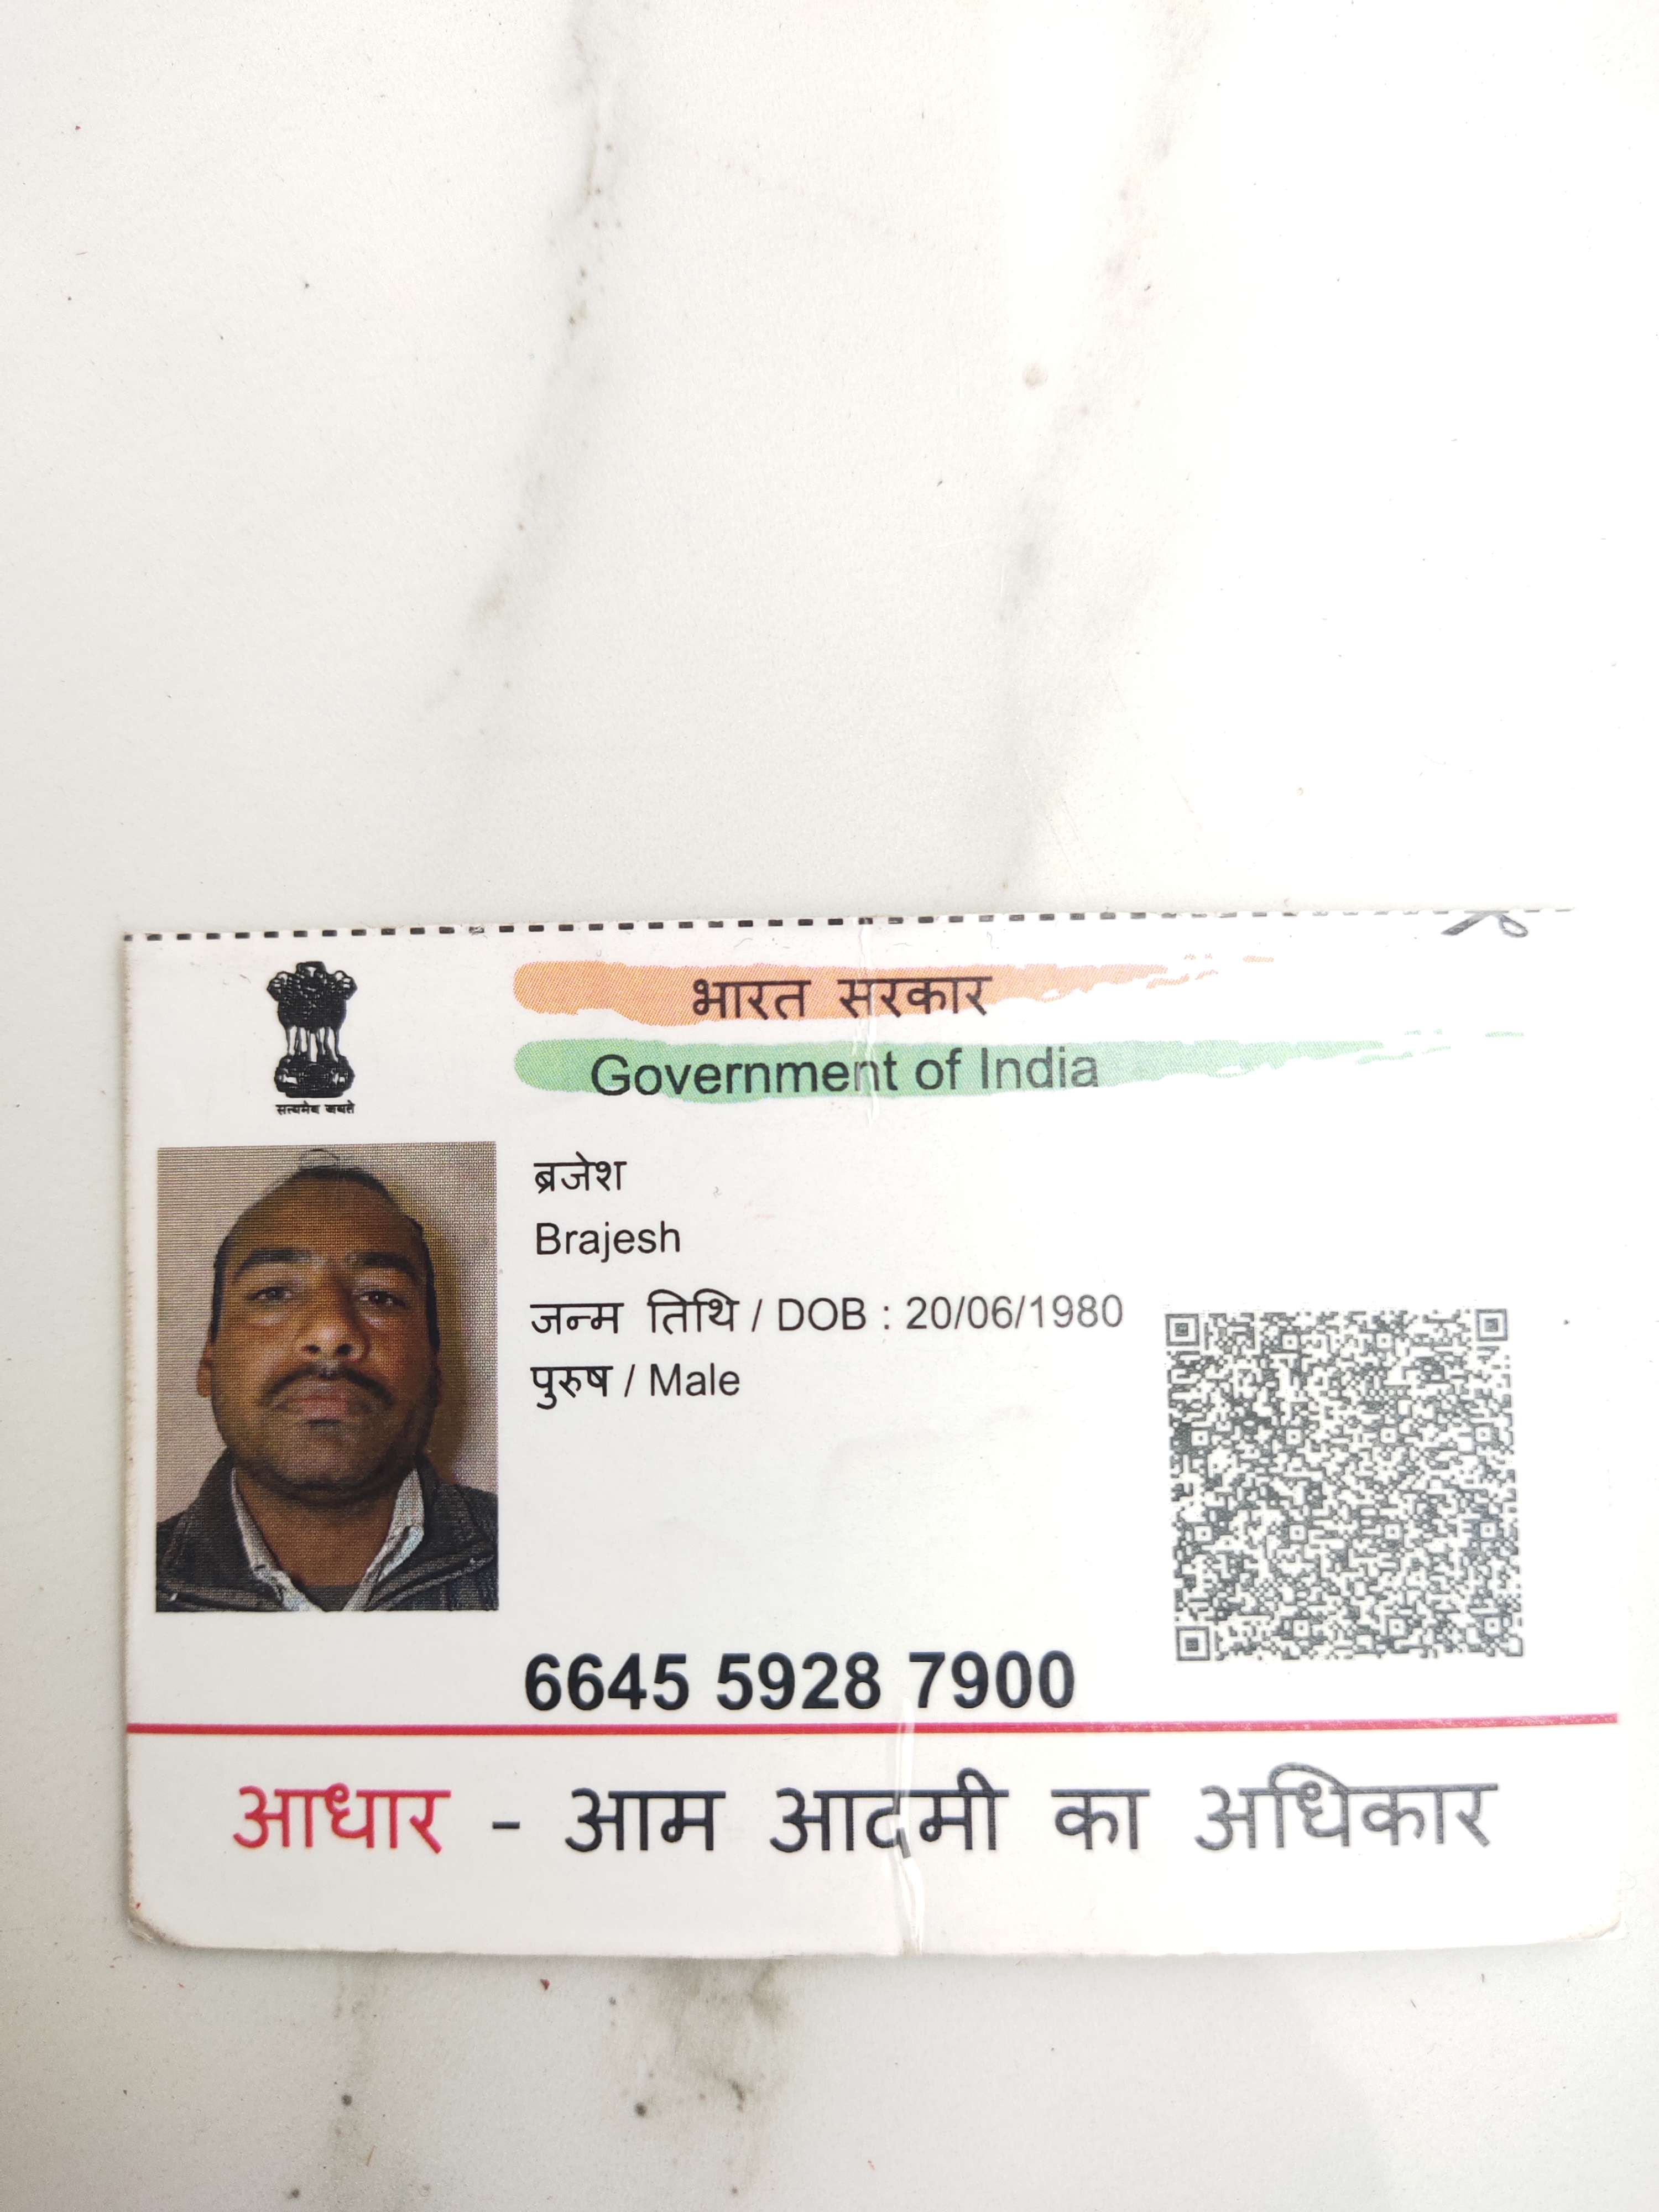 भारत सरकार
Government of India
सत्यमेव जयते
ब्रजेश
Brajesh
जन्म तिथि / DOB : 20/06/1980
पुरुष / Male
6645 5928 7900
आधार - आम आदमी का अधिकार